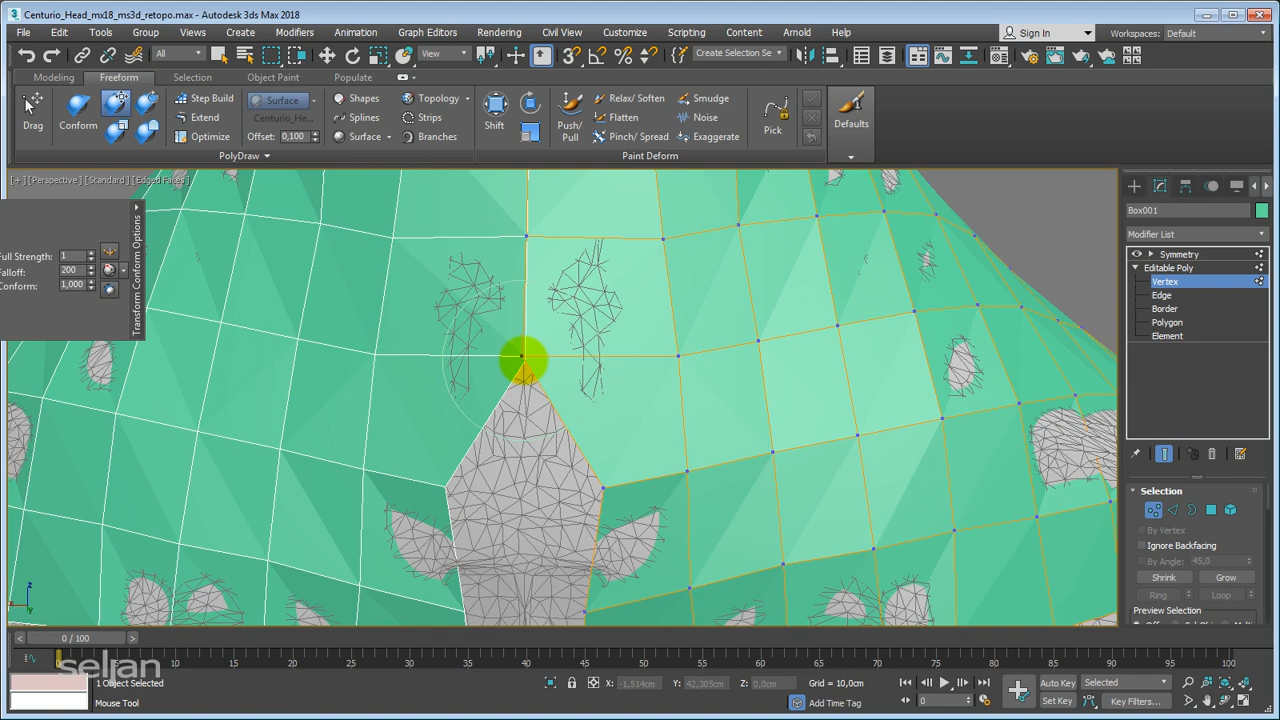 Centurio_Head_mx18_ms3d_retopo.max - Autodesk 3ds Max 2018
File Edit Tools Group Views Create Modifiers Animation Graph Editors Rendering Civil View Customize Scripting Content Arnold Help Sign In Workspaces: Default
All View Create Selection Se
Modeling Freeform Selection Object Paint Populate
Drag Conform Step Build Extend Optimize Surface Centurio_He... Offset: 0,100 Shapes Splines Surface Topology Strips Branches Shift Push/ Pull Relax/ Soften Flatten Pinch/ Spread Smudge Noise Exaggerate Pick Defaults
PolyDraw Paint Deform
[+] [Perspective] [Standard] [Edged Faces]
Full Strength: 1
Falloff: 200
Conform: 1,000
Transform Conform Options
Box001
Modifier List
Symmetry
Editable Poly
Vertex
Edge
Border
Polygon
Element
Selection
By Vertex
Ignore Backfacing
By Angle: 45,0
Shrink Grow
Ring Loop
Preview Selection
z
y
0 / 100
0 5 10 15 20 25 30 35 40 45 50 55 60 65 70 75 80 85 90 95 100
selian
1 Object Selected X: -1,514cm Y: 42,305cm Z: 0,0cm Grid = 10,0cm Auto Key Selected
Mouse Tool Add Time Tag 0 Set Key Key Filters...